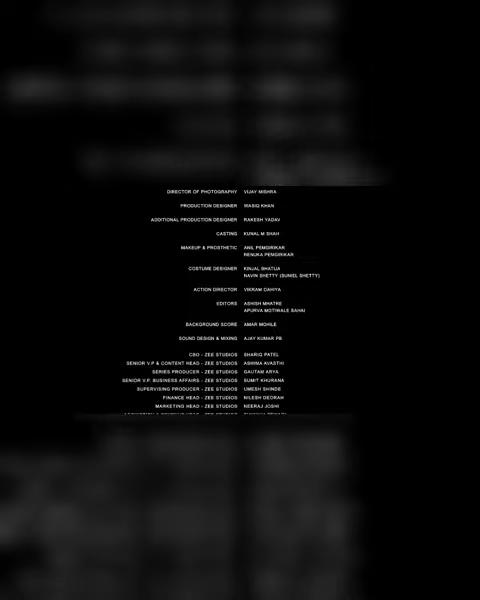 DIRECTOR OF PHOTOGRAPHY VIJAY MISHRA
PRODUCTION DESIGNER WASIQ KHAN
ADDITIONAL PRODUCTION DESIGNER RAKESH YADAV
CASTING KUNAL M SHAH
MAKEUP & PROSTHETIC ANIL PEMGIRIKAR
RENUKA PEMGIRIKAR
COSTUME DESIGNER KINJAL BHATIJA
NAVIN SHETTY (SUNIEL SHETTY)
ACTION DIRECTOR VIKRAM DAHIYA
EDITORS ASHISH MHATRE
APURVA MOTIWALE SAHAI
BACKGROUND SCORE AMAR MOHILE
SOUND DESIGN & MIXING AJAY KUMAR PB
CBO - ZEE STUDIOS SHARIQ PATEL
SENIOR V.P & CONTENT HEAD - ZEE STUDIOS ASHIMA AVASTHI
SERIES PRODUCER - ZEE STUDIOS GAUTAM ARYA
SENIOR V.P. BUSINESS AFFAIRS - ZEE STUDIOS SUMIT KHURANA
SUPERVISING PRODUCER - ZEE STUDIOS UMESH SHINDE
FINANCE HEAD - ZEE STUDIOS NILESH DEORAH
MARKETING HEAD - ZEE STUDIOS NEERAJ JOSHI